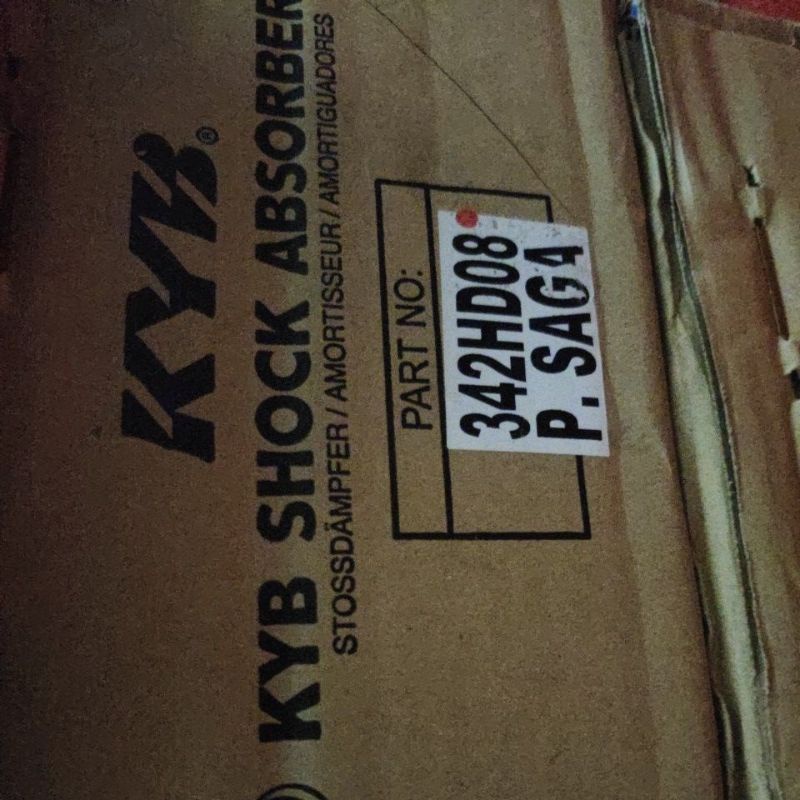 KYB®
KYB SHOCK ABSORBER
STOSSDÄMPFER / AMORTISSEUR / AMORTIGUADORES
PART NO:
342HD08
P. SAGA